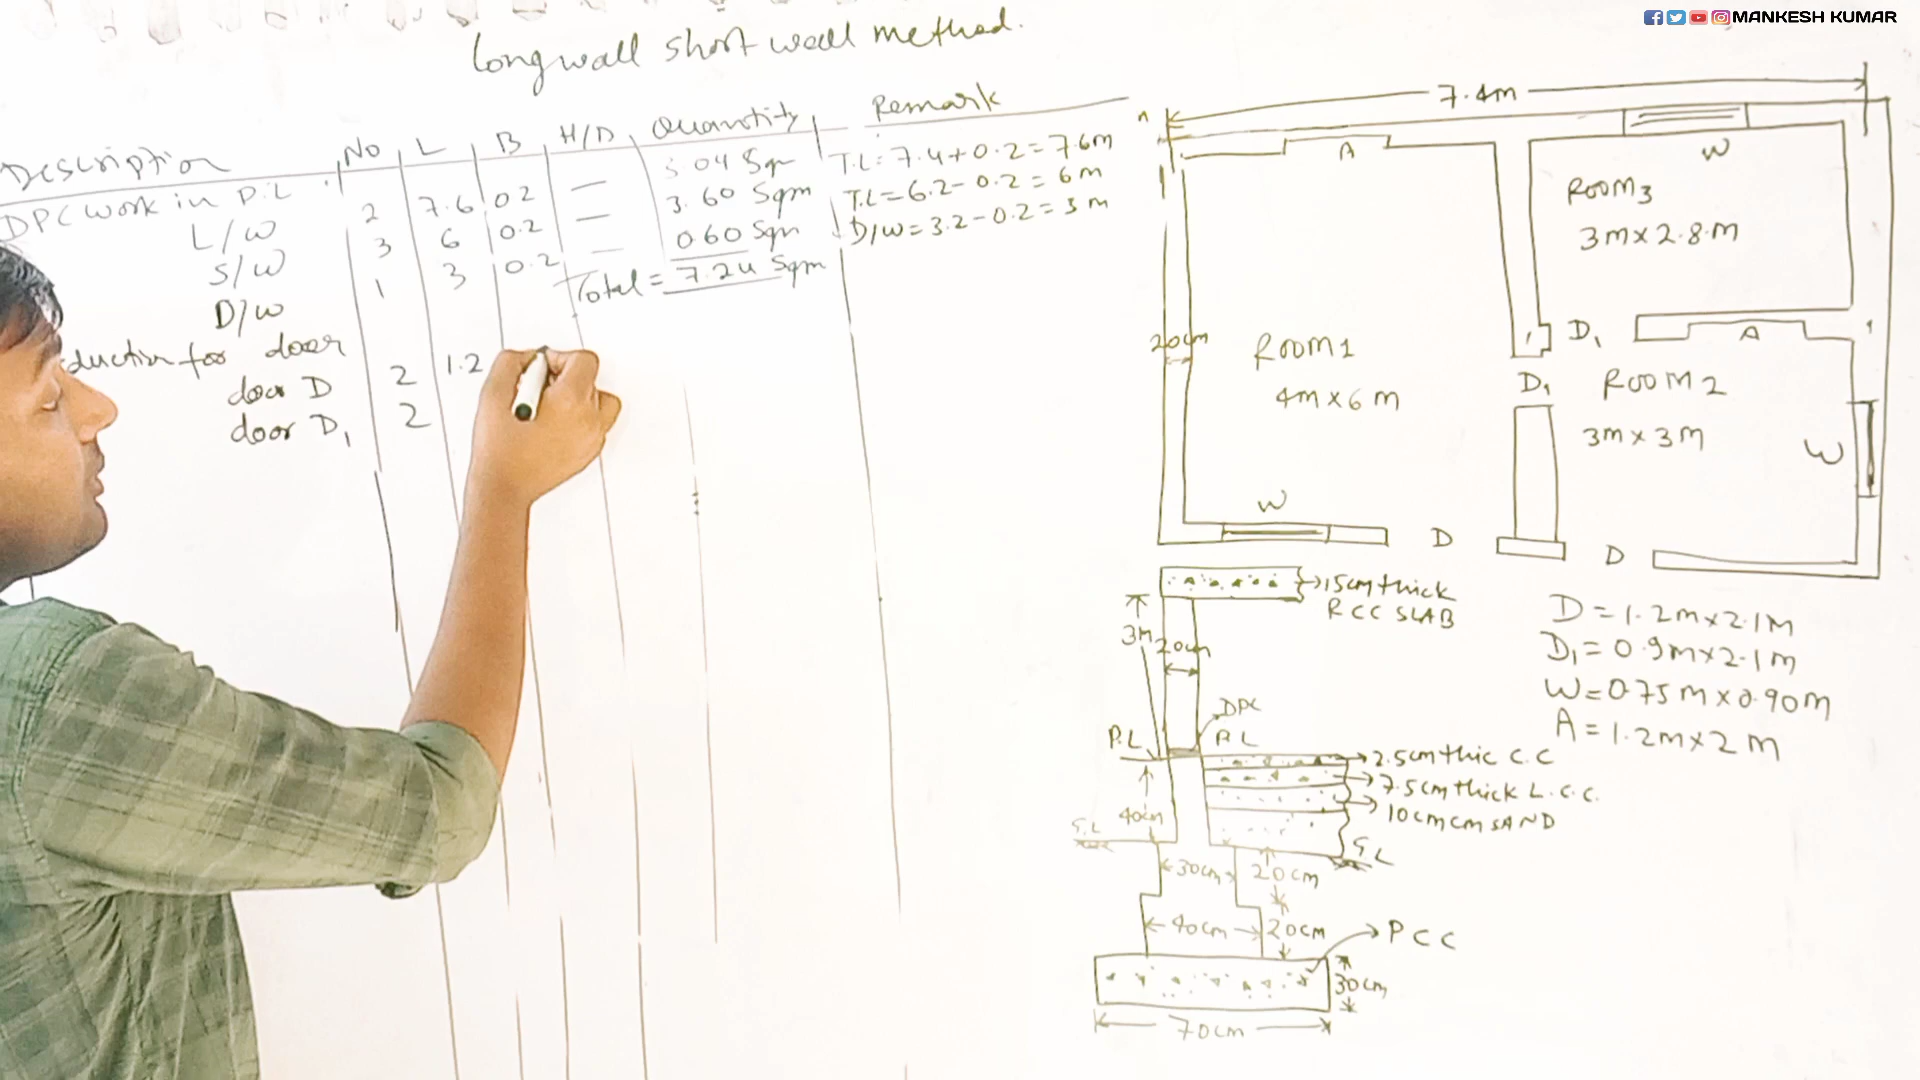 MANKESH KUMAR
Long wall short wall method.
Description No L B H/D Quantity Remark
DPC work in P.L
L/W 2 7.6 0.2 — 3.04 Sqm T.L = 7.4+0.2 = 7.6m
S/W 3 6 0.2 — 3.60 Sqm T.L = 6.2-0.2 = 6m
D/W 1 3 0.2 — 0.60 Sqm D/W = 3.2-0.2 = 3m
Total = 7.24 Sqm
duction for door
door D 2 1.2
door D1 2
7.4m
A
W
ROOM3
3m×2.8m
20cm
ROOM1
4m×6m
D1
A
D1
ROOM2
3m×3m
W
W
D
D
15cm thick
RCC SLAB
3m
20cm
DPC
P.L
P.L
2.5cm thic C.C
7.5cm thick L.C.C.
10cmcm SAND
40cm
G.L
G.L
30cm
20cm
40cm
20cm
PCC
30cm
70cm
D = 1.2m×2.1m
D1 = 0.9m×2.1m
W = 0.75m×0.90m
A = 1.2m×2m